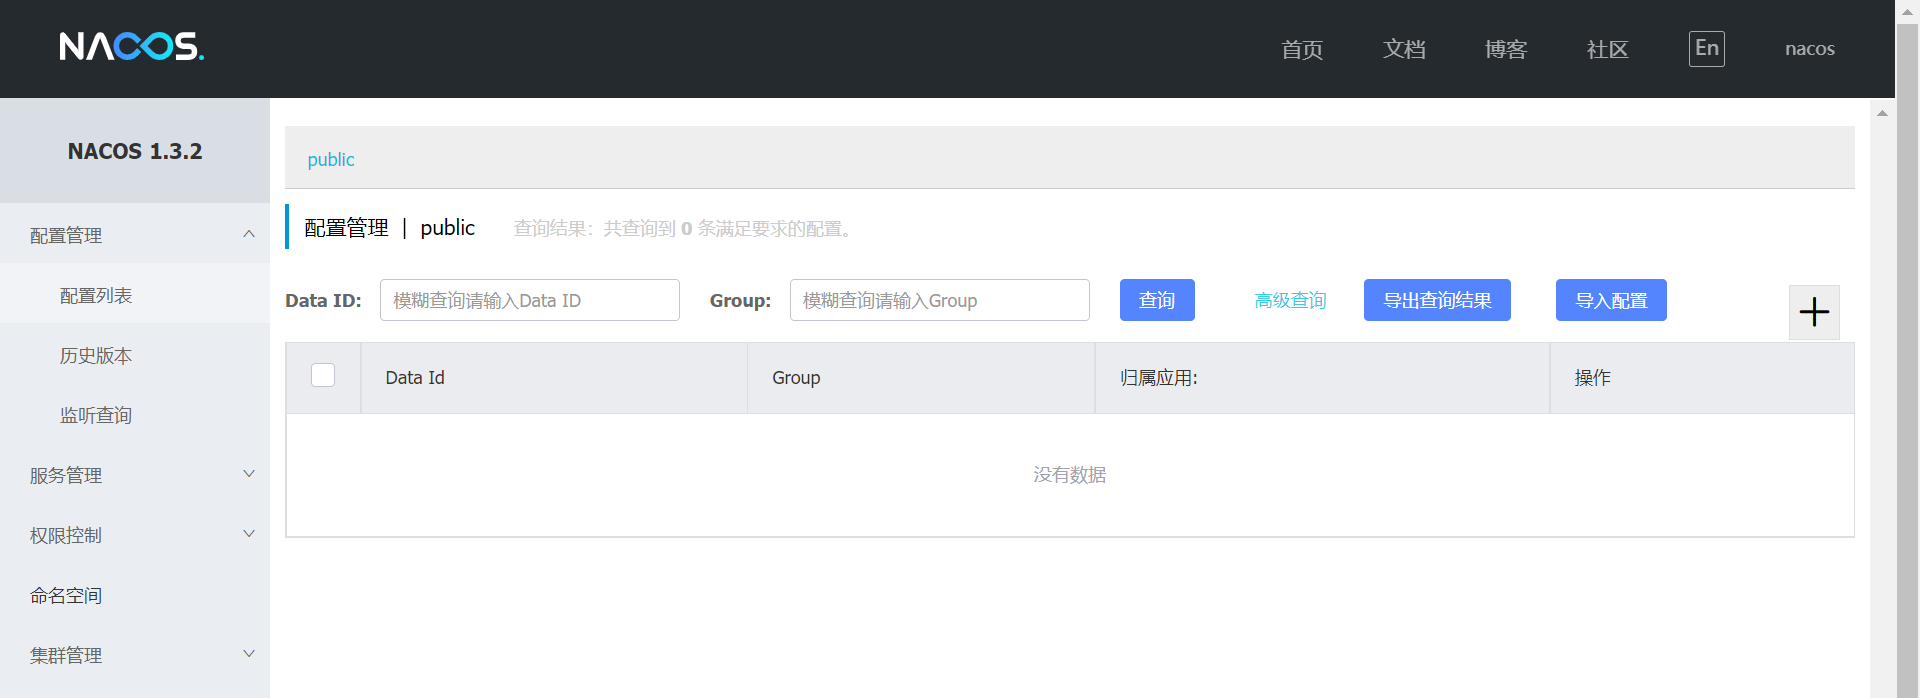 NACOS.
首页 文档 博客 社区 En nacos
NACOS 1.3.2
配置管理
配置列表
历史版本
监听查询
服务管理
权限控制
命名空间
集群管理
public
配置管理 | public 查询结果：共查询到 0 条满足要求的配置。
Data ID: 模糊查询请输入Data ID Group: 模糊查询请输入Group 查询 高级查询 导出查询结果 导入配置
Data Id Group 归属应用: 操作
没有数据